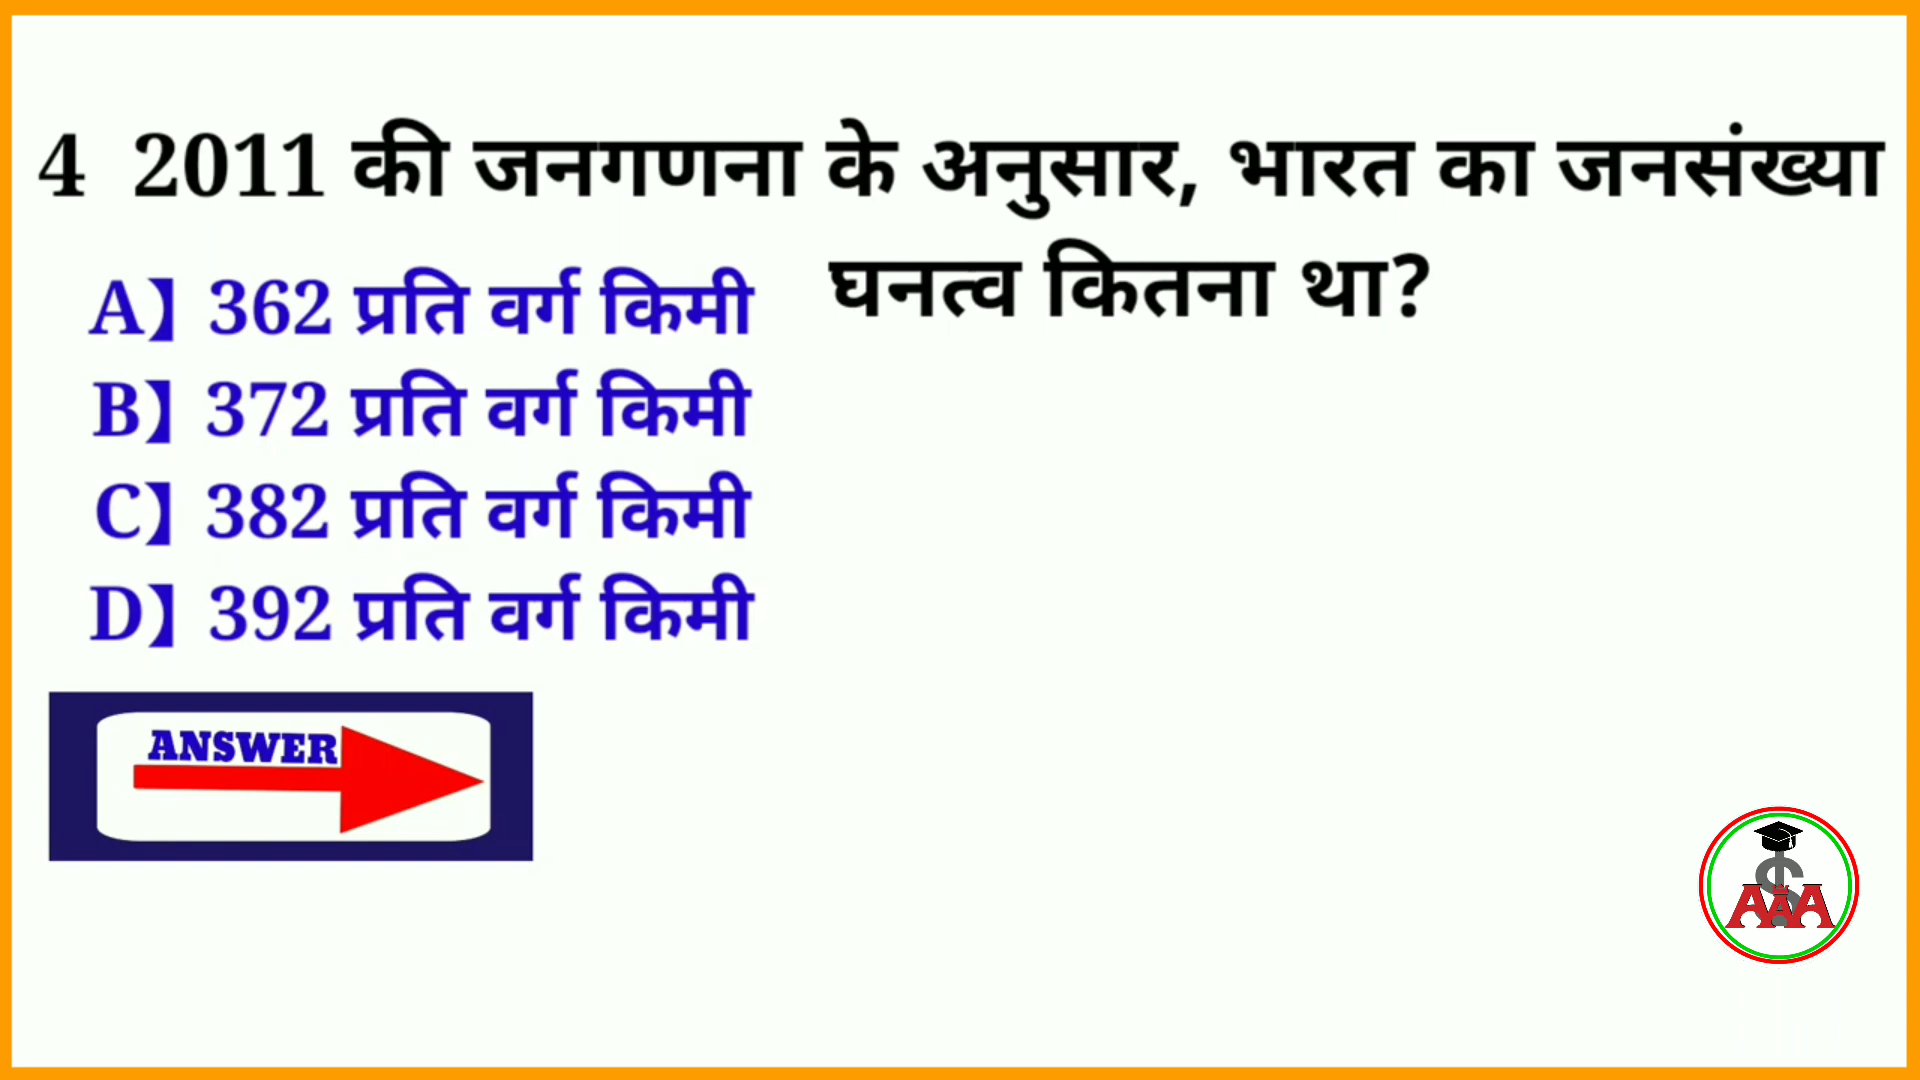 4 2011 की जनगणना के अनुसार, भारत का जनसंख्या
घनत्व कितना था?
A】 362 प्रति वर्ग किमी
B】 372 प्रति वर्ग किमी
C】 382 प्रति वर्ग किमी
D】 392 प्रति वर्ग किमी
ANSWER
AAA